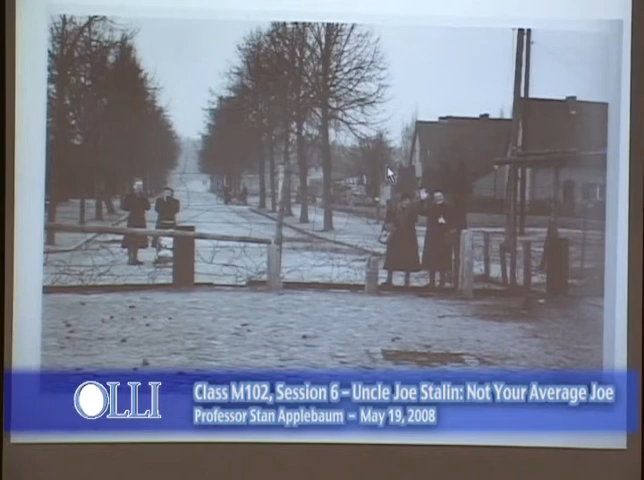 OLLI
Class M102, Session 6 – Uncle Joe Stalin: Not Your Average Joe
Professor Stan Applebaum – May 19, 2008